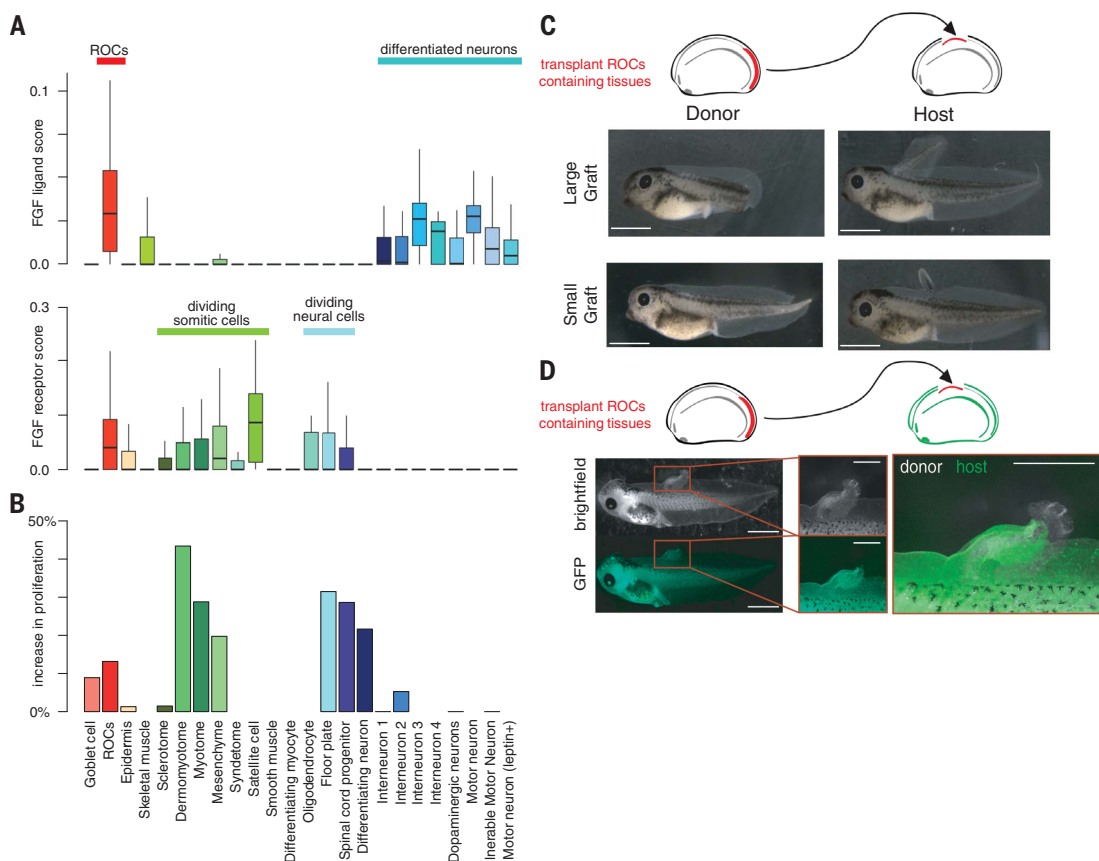 A
ROCs
differentiated neurons
0.1
FGF ligand score
0.0
0.3
dividing
somitic cells
dividing
neural cells
FGF receptor score
0.0
B
50%
increase in proliferation
0%
Goblet cell
ROCs
Epidermis
Skeletal muscle
Sclerotome
Dermomyotome
Myotome
Mesenchyme
Syndetome
Satellite cell
Smooth muscle
Differentiating myocyte
Oligodendrocyte
Floor plate
Spinal cord progenitor
Differentiating neuron
Interneuron 1
Interneuron 2
Interneuron 3
Interneuron 4
Dopaminergic neurons
Motor neuron
Inerable Motor Neuron
Motor neuron (leptin+)
C
transplant ROCs
containing tissues
Donor
Host
Large
Graft
Small
Graft
D
transplant ROCs
containing tissues
brightfield
GFP
donor host